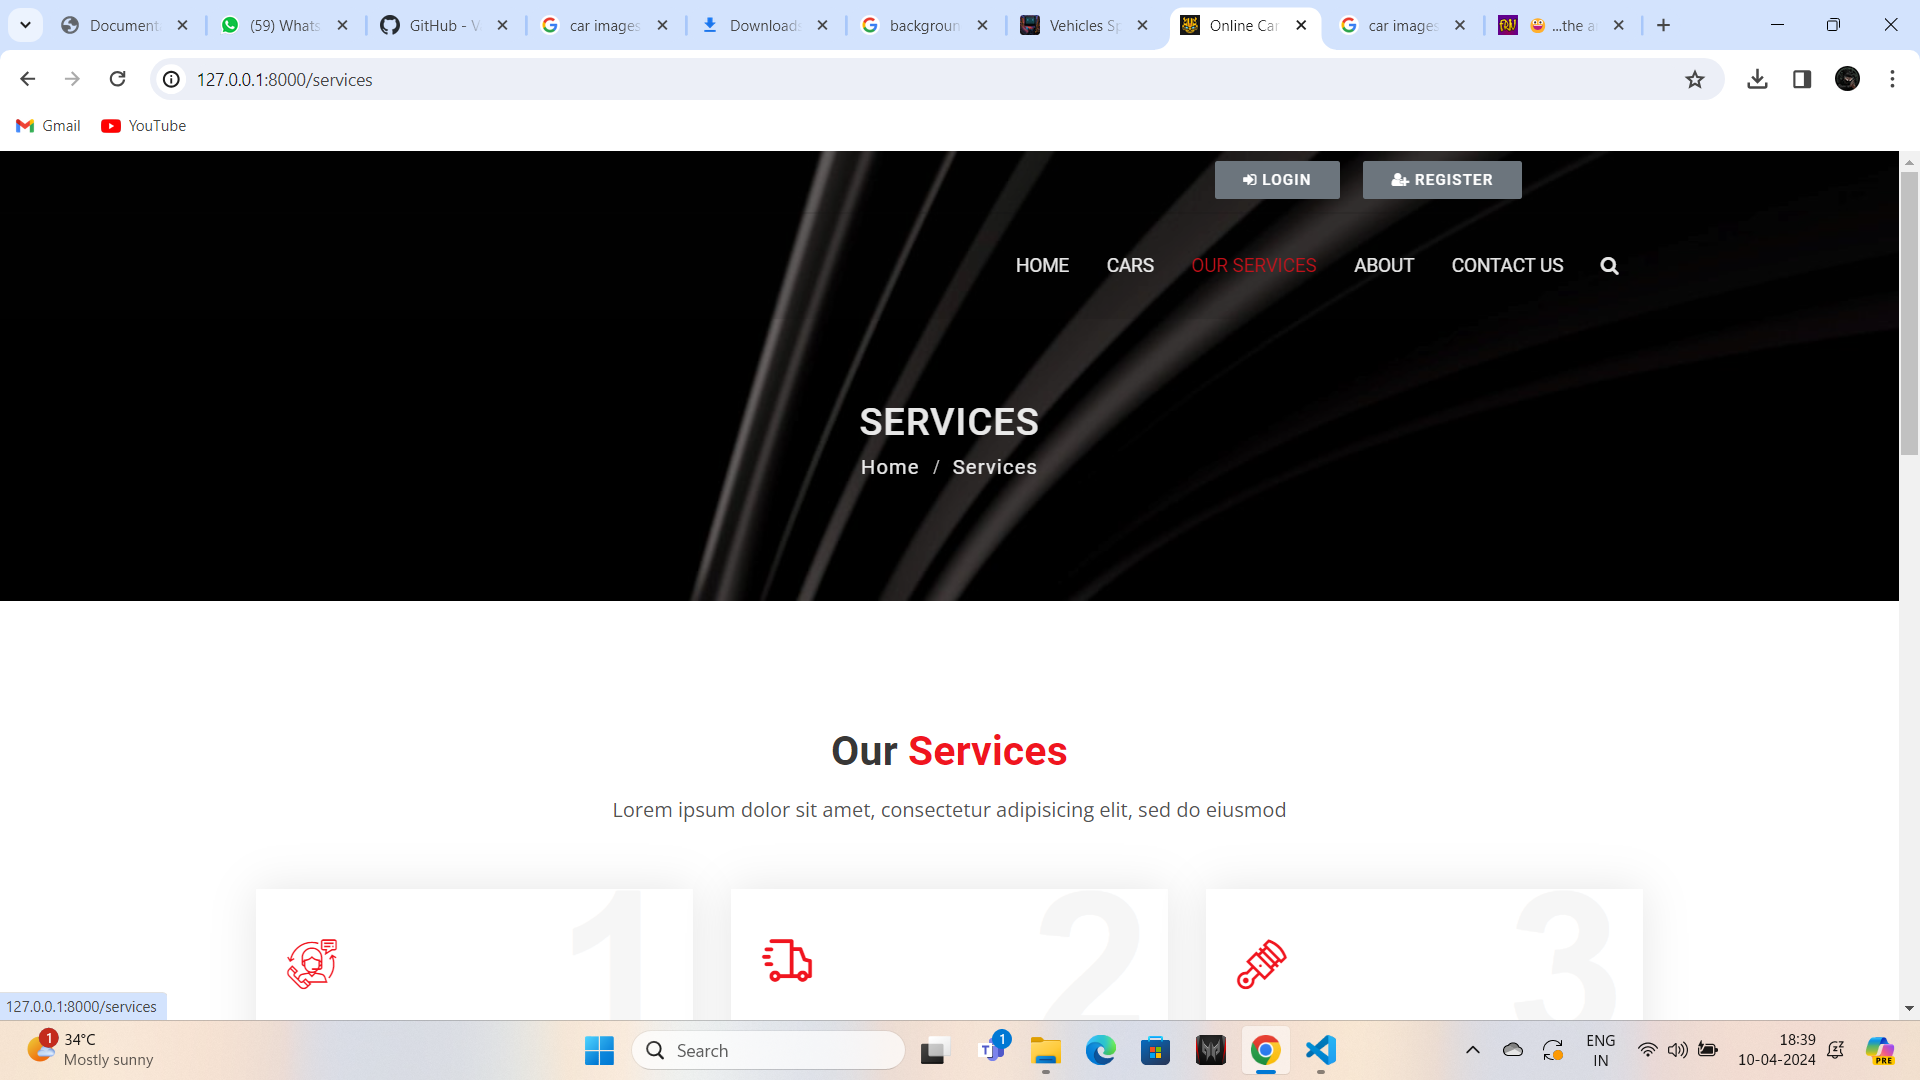 Document
(59) Whats
GitHub - V
car images
Downloads
backgroun
Vehicles Sp
Online Car
car images
...the a
127.0.0.1:8000/services
Gmail
YouTube
LOGIN
REGISTER
HOME
CARS
OUR SERVICES
ABOUT
CONTACT US
SERVICES
Home / Services
Our Services
Lorem ipsum dolor sit amet, consectetur adipisicing elit, sed do eiusmod
1
2
3
127.0.0.1:8000/services
1
34°C
Mostly sunny
Search
1
ENG
IN
18:39
10-04-2024
PRE